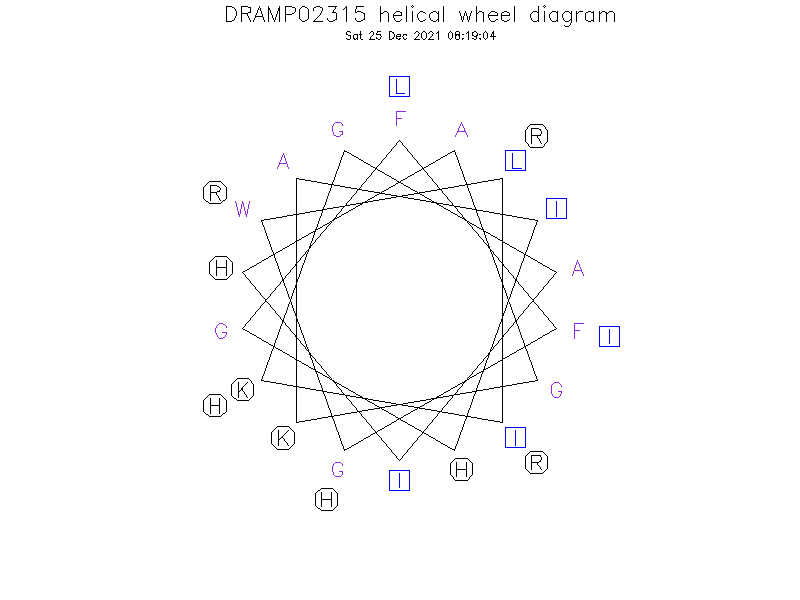 DRAMP02315 helical wheel diagram
Sat 25 Dec 2021 08:19:04
L
F
G A
R
A L
R
W I
H A
G F I
K G
H
K I
R
G H
I
H